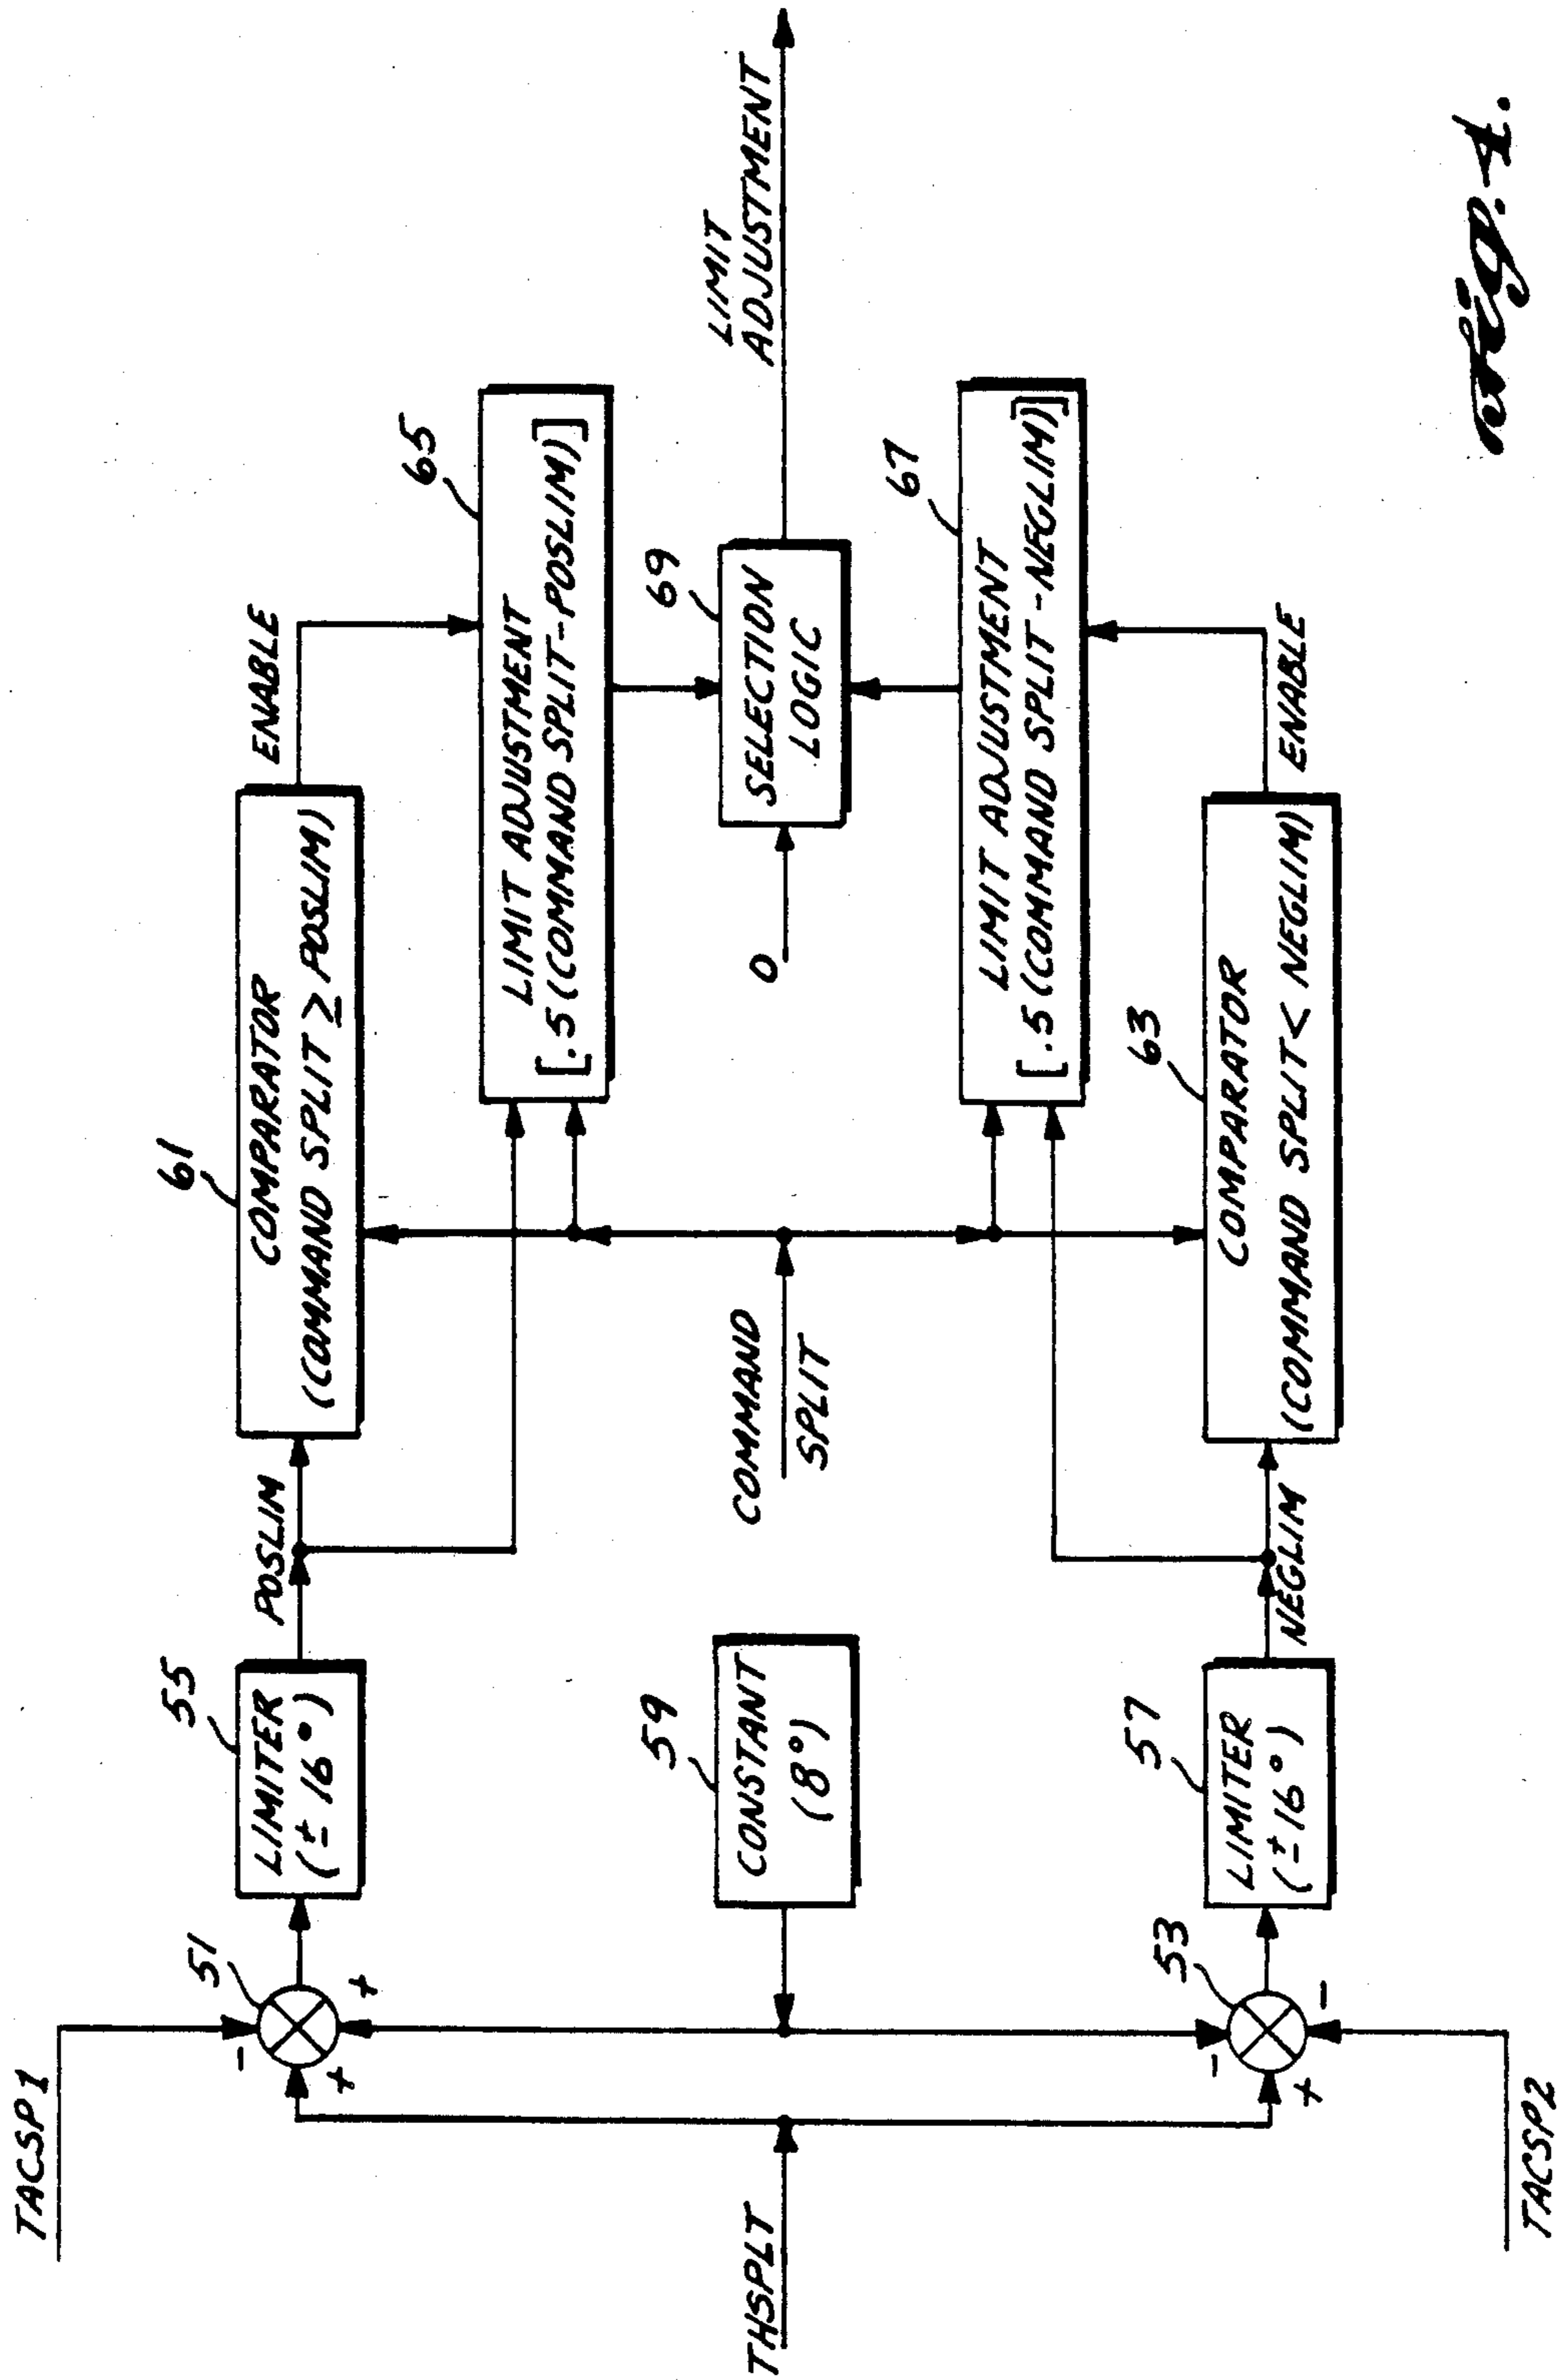 TACSP1
51
-
+
+
55
LIMITER
(± 16°)
POSLIM
61
COMPARATOR
(COMMAND SPLIT ≥ POSLIM)
ENABLE
65
LIMIT ADJUSTMENT
[.5(COMMAND SPLIT-POSLIM)]
THSPLT
59
CONSTANT
(8°)
COMMAND
SPLIT
0
69
SELECTION
LOGIC
LIMIT
ADJUSTMENT
67
LIMIT ADJUSTMENT
[.5(COMMAND SPLIT-NEGLIM)]
53
-
+
-
57
LIMITER
(±16°)
NEGLIM
63
COMPARATOR
(COMMAND SPLIT< NEGLIM)
ENABLE
TACSP2
Fig. 4.